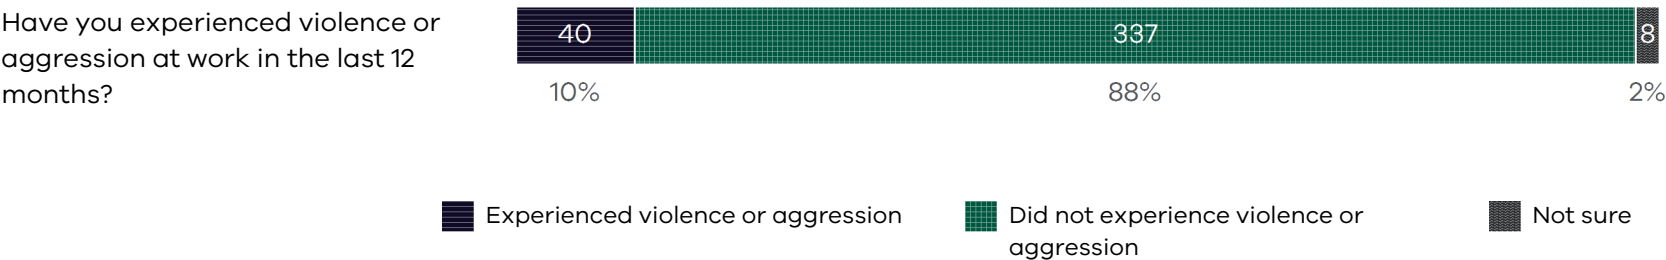 Have you experienced violence or
aggression at work in the last 12
months?
40
337
8
10%
88%
2%
Experienced violence or aggression
Did not experience violence or
aggression
Not sure